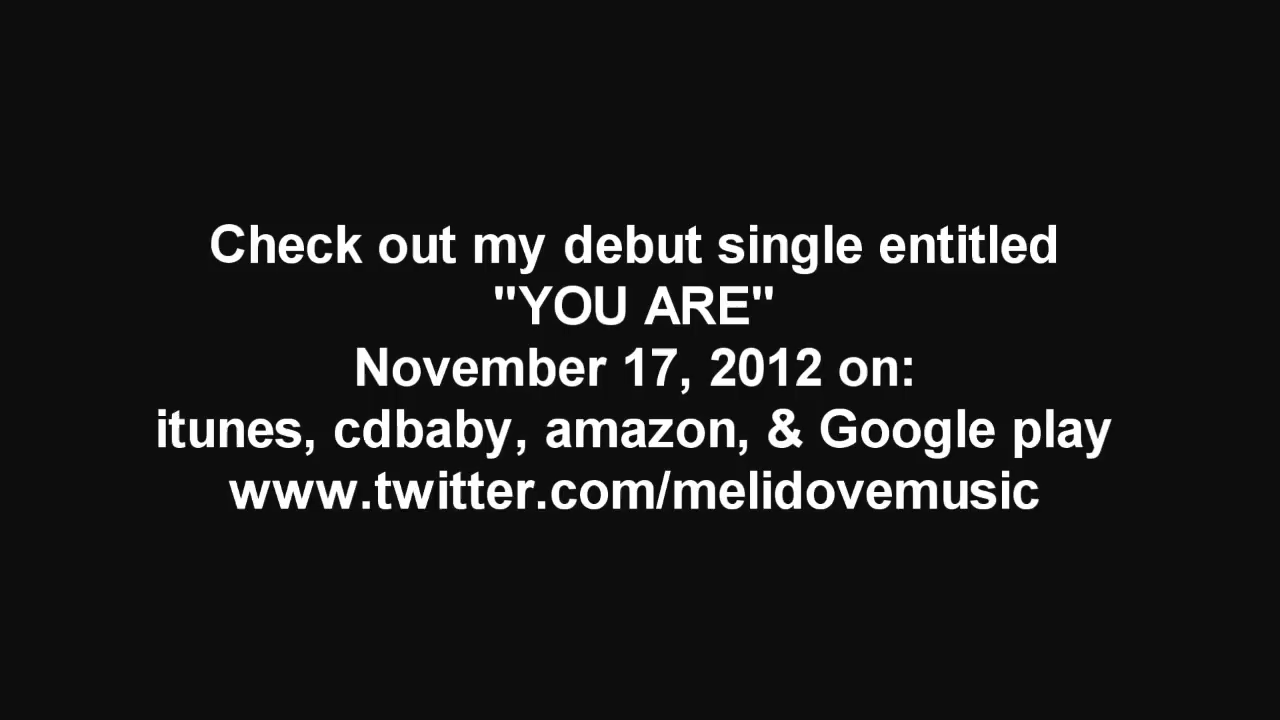 Check out my debut single entitled
"YOU ARE"
November 17, 2012 on:
itunes, cdbaby, amazon, & Google play
www.twitter.com/melidovemusic